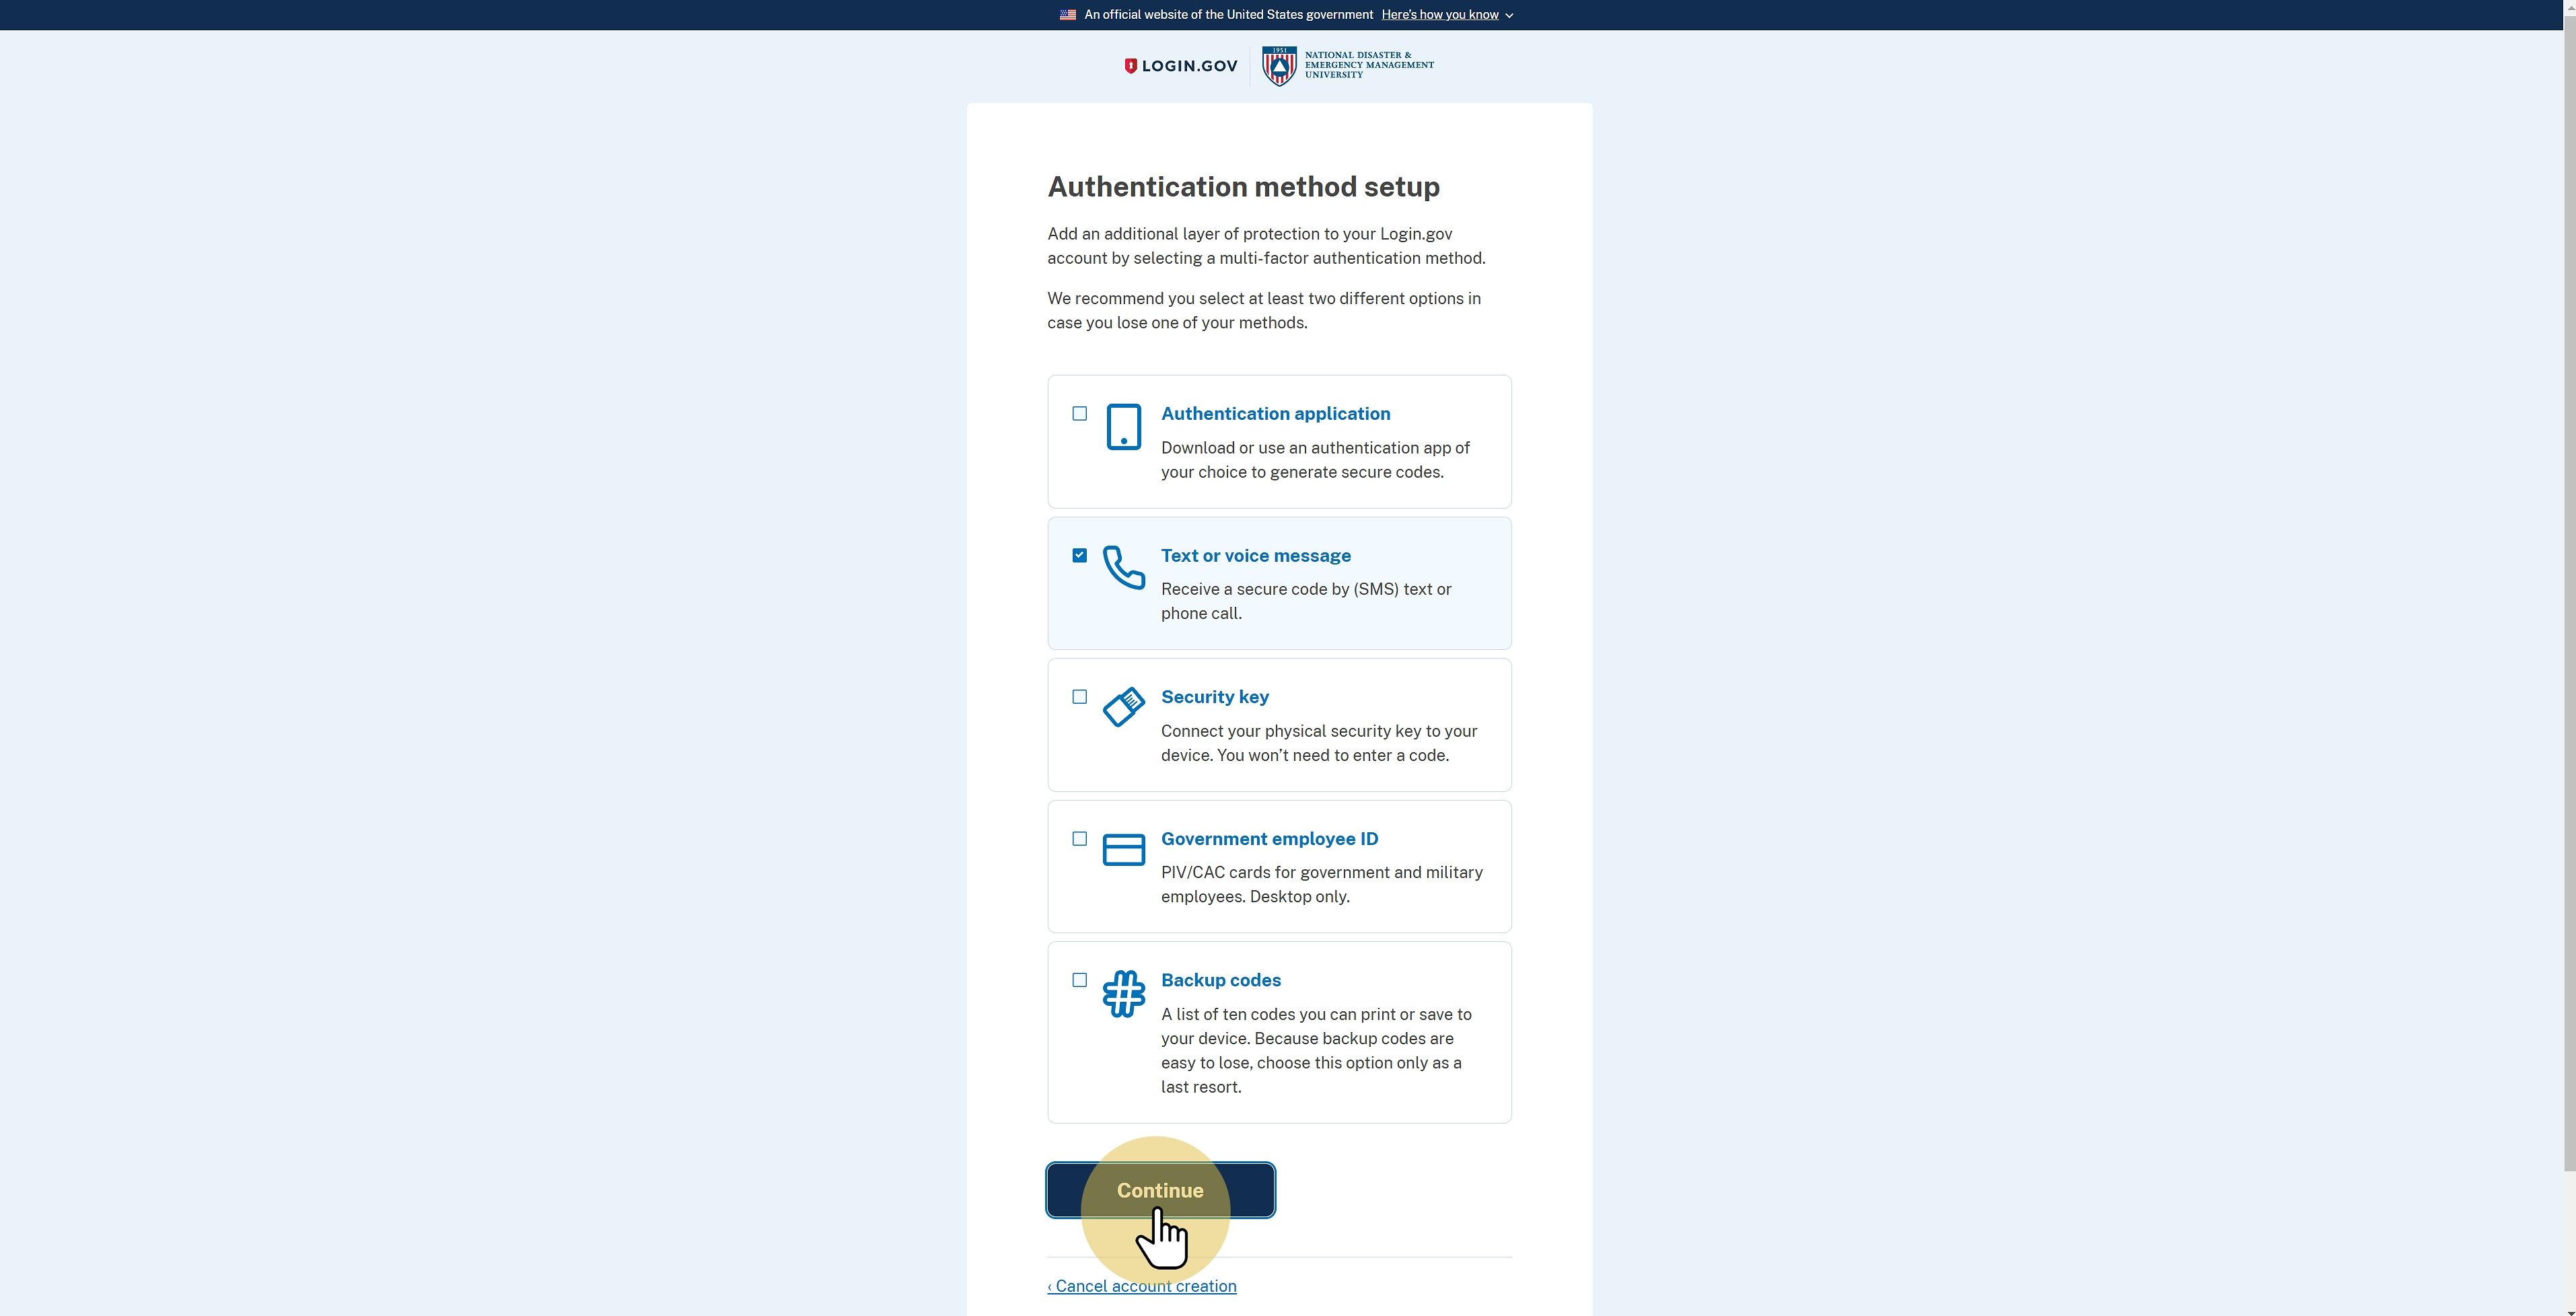 An official website of the United States government Here's how you know
LOGIN.GOV
1951
NATIONAL DISASTER &
EMERGENCY MANAGEMENT
UNIVERSITY
Authentication method setup
Add an additional layer of protection to your Login.gov
account by selecting a multi-factor authentication method.
We recommend you select at least two different options in
case you lose one of your methods.
Authentication application
Download or use an authentication app of
your choice to generate secure codes.
Text or voice message
Receive a secure code by (SMS) text or
phone call.
Security key
Connect your physical security key to your
device. You won’t need to enter a code.
Government employee ID
PIV/CAC cards for government and military
employees. Desktop only.
Backup codes
A list of ten codes you can print or save to
your device. Because backup codes are
easy to lose, choose this option only as a
last resort.
Continue
‹ Cancel account creation